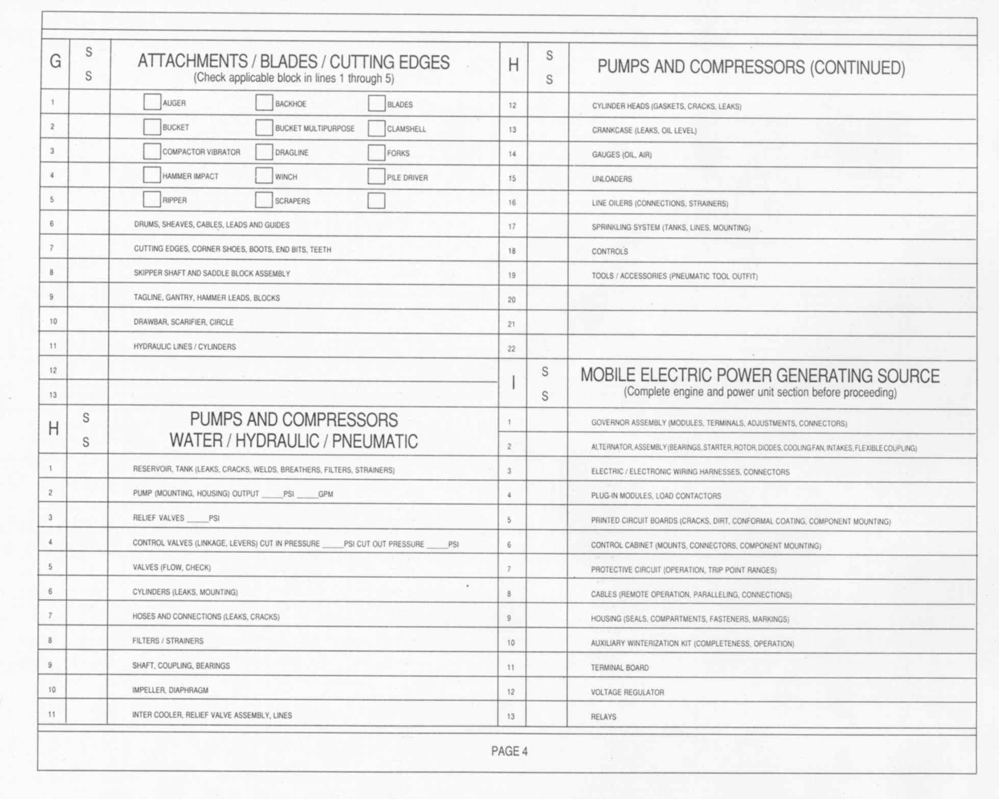 G
S
S
ATTACHMENTS / BLADES / CUTTING EDGES
(Check applicable block in lines 1 through 5)
1 AUGER BACKHOE BLADES
2 BUCKET BUCKET MULTIPURPOSE CLAMSHELL
3 COMPACTOR VIBRATOR DRAGLINE FORKS
4 HAMMER IMPACT WINCH PILE DRIVER
5 RIPPER SCRAPERS
6 DRUMS, SHEAVES, CABLES, LEADS AND GUIDES
7 CUTTING EDGES, CORNER SHOES, BOOTS, END BITS, TEETH
8 SKIPPER SHAFT AND SADDLE BLOCK ASSEMBLY
9 TAGLINE, GANTRY, HAMMER LEADS, BLOCKS
10 DRAWBAR, SCARIFIER, CIRCLE
11 HYDRAULIC LINES / CYLINDERS
12
13
H
S
S
PUMPS AND COMPRESSORS
WATER / HYDRAULIC / PNEUMATIC
1 RESERVOIR, TANK (LEAKS, CRACKS, WELDS, BREATHERS, FILTERS, STRAINERS)
2 PUMP (MOUNTING, HOUSING) OUTPUT _____PSI _____GPM
3 RELIEF VALVES _____PSI
4 CONTROL VALVES (LINKAGE, LEVERS) CUT IN PRESSURE _____PSI CUT OUT PRESSURE _____PSI
5 VALVES (FLOW, CHECK)
6 CYLINDERS (LEAKS, MOUNTING)
7 HOSES AND CONNECTIONS (LEAKS, CRACKS)
8 FILTERS / STRAINERS
9 SHAFT, COUPLING, BEARINGS
10 IMPELLER, DIAPHRAGM
11 INTER COOLER, RELIEF VALVE ASSEMBLY, LINES
H
S
S
PUMPS AND COMPRESSORS (CONTINUED)
12 CYLINDER HEADS (GASKETS, CRACKS, LEAKS)
13 CRANKCASE (LEAKS, OIL LEVEL)
14 GAUGES (OIL, AIR)
15 UNLOADERS
16 LINE OILERS (CONNECTIONS, STRAINERS)
17 SPRINKLING SYSTEM (TANKS, LINES, MOUNTING)
18 CONTROLS
19 TOOLS / ACCESSORIES (PNEUMATIC TOOL OUTFIT)
20
21
22
I
S
S
MOBILE ELECTRIC POWER GENERATING SOURCE
(Complete engine and power unit section before proceeding)
1 GOVERNOR ASSEMBLY (MODULES, TERMINALS, ADJUSTMENTS, CONNECTORS)
2 ALTERNATOR, ASSEMBLY (BEARINGS, STARTER, ROTOR, DIODES, COOLING FAN, INTAKES, FLEXIBLE COUPLING)
3 ELECTRIC / ELECTRONIC WIRING HARNESSES, CONNECTORS
4 PLUG-IN MODULES, LOAD CONTACTORS
5 PRINTED CIRCUIT BOARDS (CRACKS, DIRT, CONFORMAL COATING, COMPONENT MOUNTING)
6 CONTROL CABINET (MOUNTS, CONNECTORS, COMPONENT MOUNTING)
7 PROTECTIVE CIRCUIT (OPERATION, TRIP POINT RANGES)
8 CABLES (REMOTE OPERATION, PARALLELING, CONNECTIONS)
9 HOUSING (SEALS, COMPARTMENTS, FASTENERS, MARKINGS)
10 AUXILIARY WINTERIZATION KIT (COMPLETENESS, OPERATION)
11 TERMINAL BOARD
12 VOLTAGE REGULATOR
13 RELAYS
PAGE 4